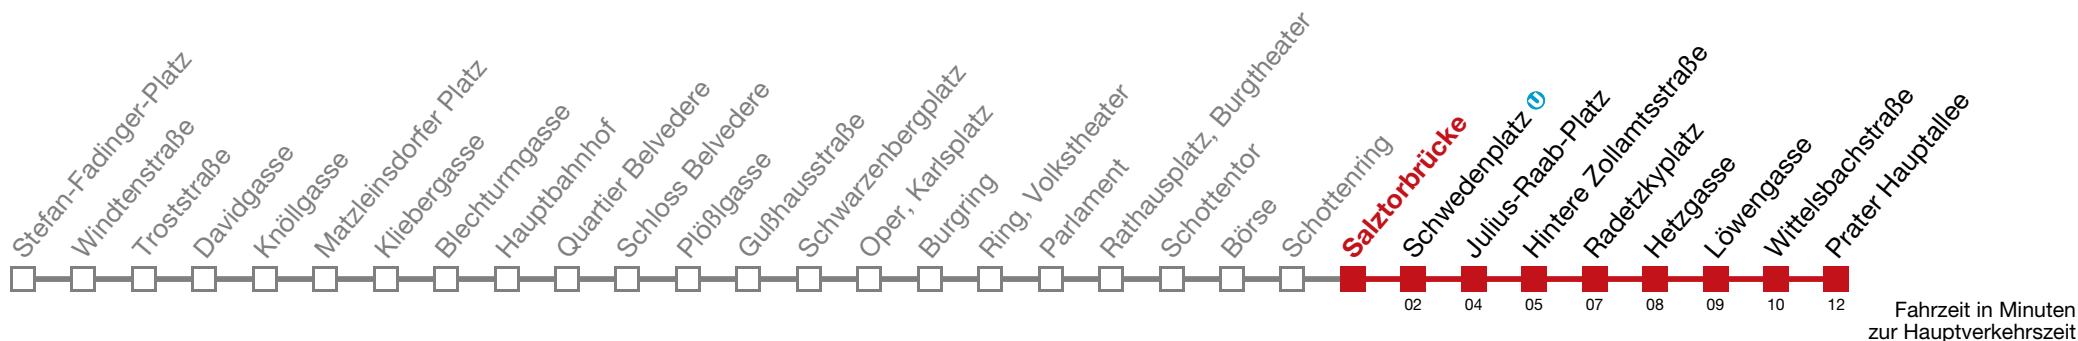 Stefan-Fadinger-Platz
Windtenstraße
Troststraße
Davidgasse
Knöllgasse
Matzleinsdorfer Platz
Kliebergasse
Blechturmgasse
Hauptbahnhof
Quartier Belvedere
Schloss Belvedere
Plößlgasse
Gußhausstraße
Schwarzenbergplatz
Oper, Karlsplatz
Burgring
Ring, Volkstheater
Parlament
Rathausplatz, Burgtheater
Schottentor
Börse
Schottenring
Salztorbrücke
Schwedenplatz U
Julius-Raab-Platz
Hintere Zollamtsstraße
Radetzkyplatz
Hetzgasse
Löwengasse
Wittelsbachstraße
Prater Hauptallee
02 04 05 07 08 09 10 12
Fahrzeit in Minuten
zur Hauptverkehrszeit